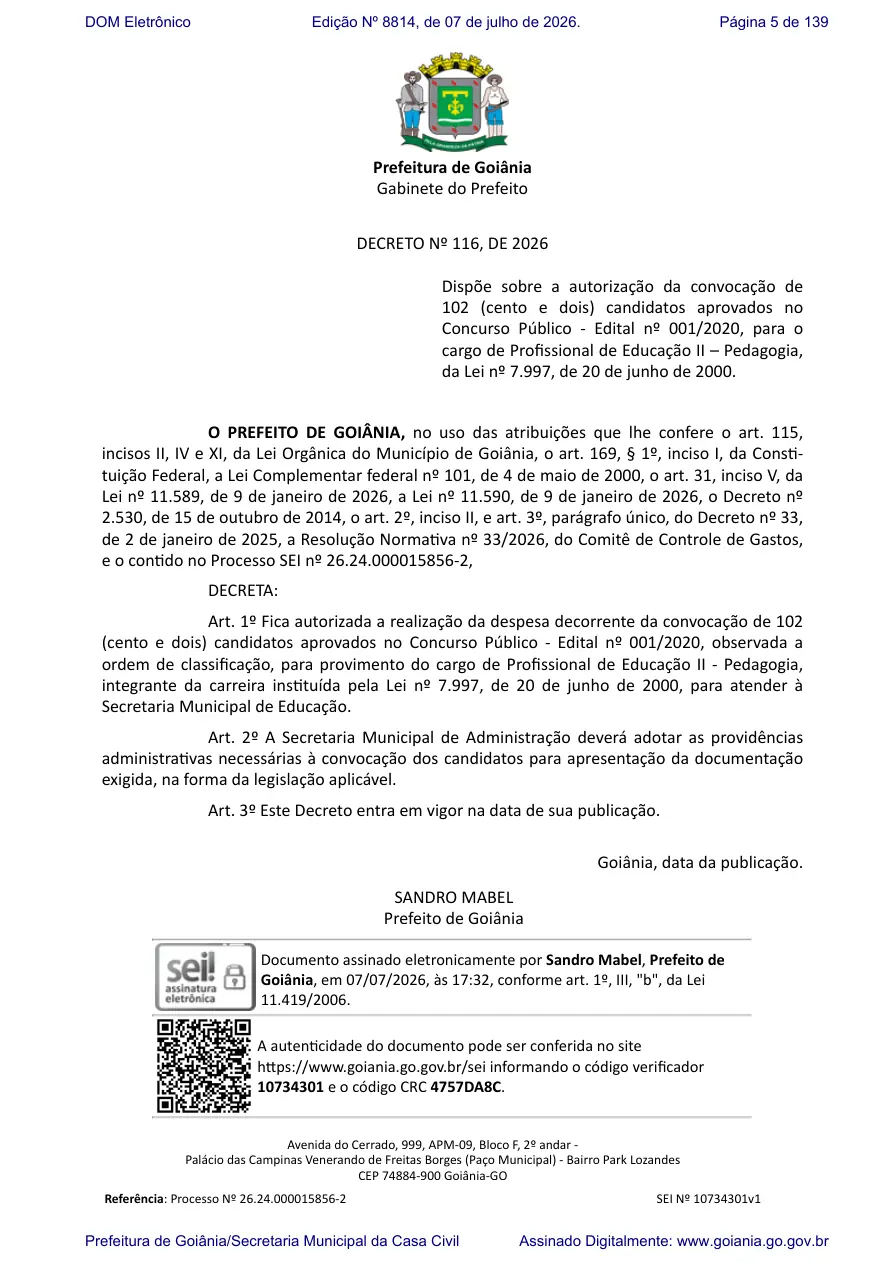 DOM Eletrônico Edição Nº 8814, de 07 de julho de 2026. Página 5 de 139
PELA GRANDEZA DA PÁTRIA
Prefeitura de Goiânia
Gabinete do Prefeito
DECRETO Nº 116, DE 2026
Dispõe sobre a autorização da convocação de
102 (cento e dois) candidatos aprovados no
Concurso Público - Edital nº 001/2020, para o
cargo de Profissional de Educação II – Pedagogia,
da Lei nº 7.997, de 20 de junho de 2000.
O PREFEITO DE GOIÂNIA, no uso das atribuições que lhe confere o art. 115,
incisos II, IV e XI, da Lei Orgânica do Município de Goiânia, o art. 169, § 1º, inciso I, da Consti-
tuição Federal, a Lei Complementar federal nº 101, de 4 de maio de 2000, o art. 31, inciso V, da
Lei nº 11.589, de 9 de janeiro de 2026, a Lei nº 11.590, de 9 de janeiro de 2026, o Decreto nº
2.530, de 15 de outubro de 2014, o art. 2º, inciso II, e art. 3º, parágrafo único, do Decreto nº 33,
de 2 de janeiro de 2025, a Resolução Normativa nº 33/2026, do Comitê de Controle de Gastos,
e o contido no Processo SEI nº 26.24.000015856-2,
DECRETA:
Art. 1º Fica autorizada a realização da despesa decorrente da convocação de 102
(cento e dois) candidatos aprovados no Concurso Público - Edital nº 001/2020, observada a
ordem de classificação, para provimento do cargo de Profissional de Educação II - Pedagogia,
integrante da carreira instituída pela Lei nº 7.997, de 20 de junho de 2000, para atender à
Secretaria Municipal de Educação.
Art. 2º A Secretaria Municipal de Administração deverá adotar as providências
administrativas necessárias à convocação dos candidatos para apresentação da documentação
exigida, na forma da legislação aplicável.
Art. 3º Este Decreto entra em vigor na data de sua publicação.
Goiânia, data da publicação.
SANDRO MABEL
Prefeito de Goiânia
sei!
assinatura
eletrônica
Documento assinado eletronicamente por Sandro Mabel, Prefeito de
Goiânia, em 07/07/2026, às 17:32, conforme art. 1º, III, "b", da Lei
11.419/2006.
A autenticidade do documento pode ser conferida no site
https://www.goiania.go.gov.br/sei informando o código verificador
10734301 e o código CRC 4757DA8C.
Avenida do Cerrado, 999, APM-09, Bloco F, 2º andar -
Palácio das Campinas Venerando de Freitas Borges (Paço Municipal) - Bairro Park Lozandes
CEP 74884-900 Goiânia-GO
Referência: Processo Nº 26.24.000015856-2 SEI Nº 10734301v1
Prefeitura de Goiânia/Secretaria Municipal da Casa Civil Assinado Digitalmente: www.goiania.go.gov.br